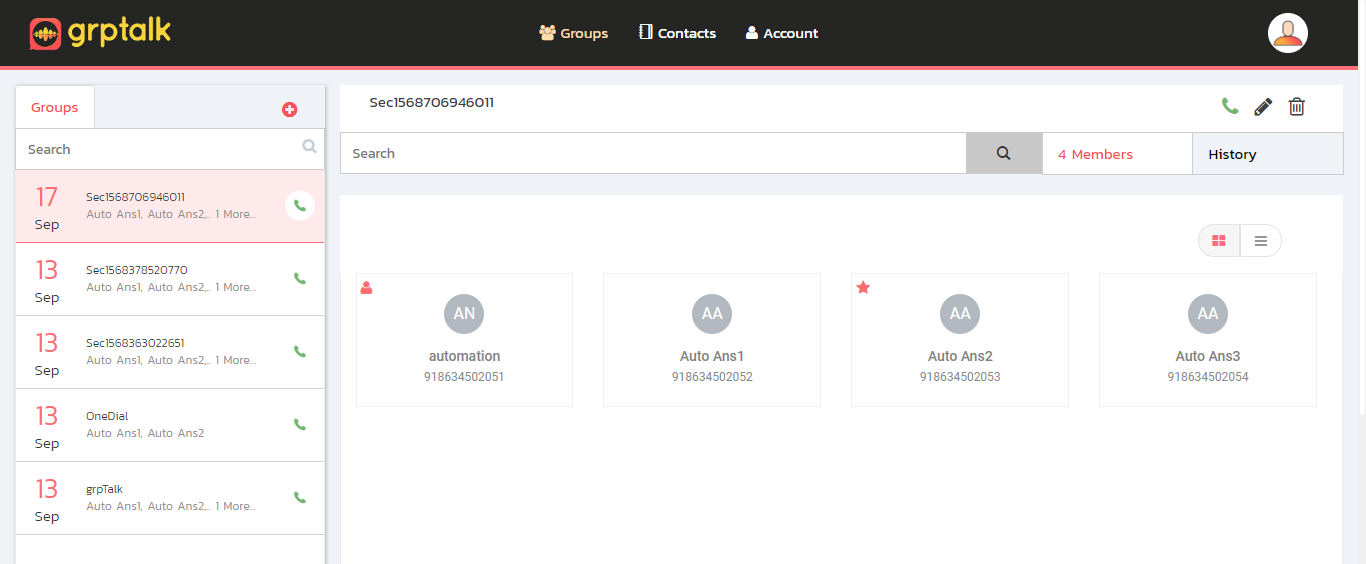 grptalk
Groups Contacts Account
Groups
Search
17 Sep
Sec1568706946011
Auto Ans1, Auto Ans2,.. 1 More...
13 Sep
Sec1568378520770
Auto Ans1, Auto Ans2,.. 1 More...
13 Sep
Sec1568363022651
Auto Ans1, Auto Ans2,.. 1 More...
13 Sep
OneDial
Auto Ans1, Auto Ans2
13 Sep
grpTalk
Auto Ans1, Auto Ans2,.. 1 More...
Sec1568706946011
Search
4 Members
History
AN
automation
918634502051
AA
Auto Ans1
918634502052
AA
Auto Ans2
918634502053
AA
Auto Ans3
918634502054